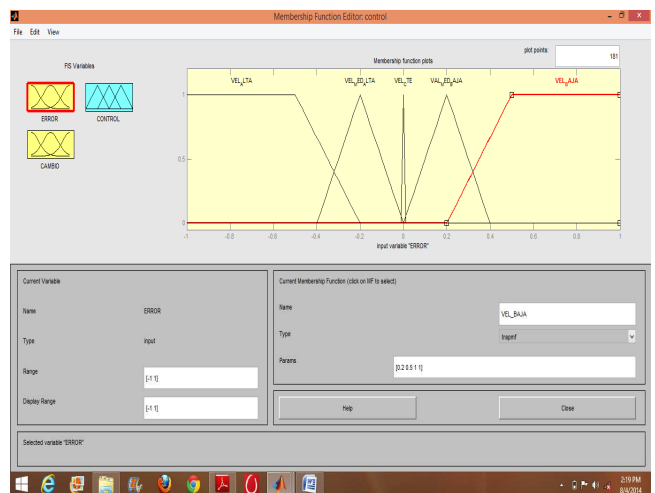 Membership Function Editor: control
File Edit View
FIS Variables
ERROR
CONTROL
CAMBIO
plot points:
181
Membership function plots
VEL_ALTA
VEL_MED_ALTA
VEL_CTE
VAL_MED_BAJA
VEL_BAJA
1
0.5
0
-1 -0.8 -0.6 -0.4 -0.2 0 0.2 0.4 0.6 0.8 1
input variable "ERROR"
Current Variable
Name ERROR
Type input
Range [-1 1]
Display Range [-1 1]
Current Membership Function (click on MF to select)
Name VEL_BAJA
Type trapmf
Params [0.2 0.5 1 1]
Help
Close
Selected variable "ERROR"
2:19 PM
8/4/2014